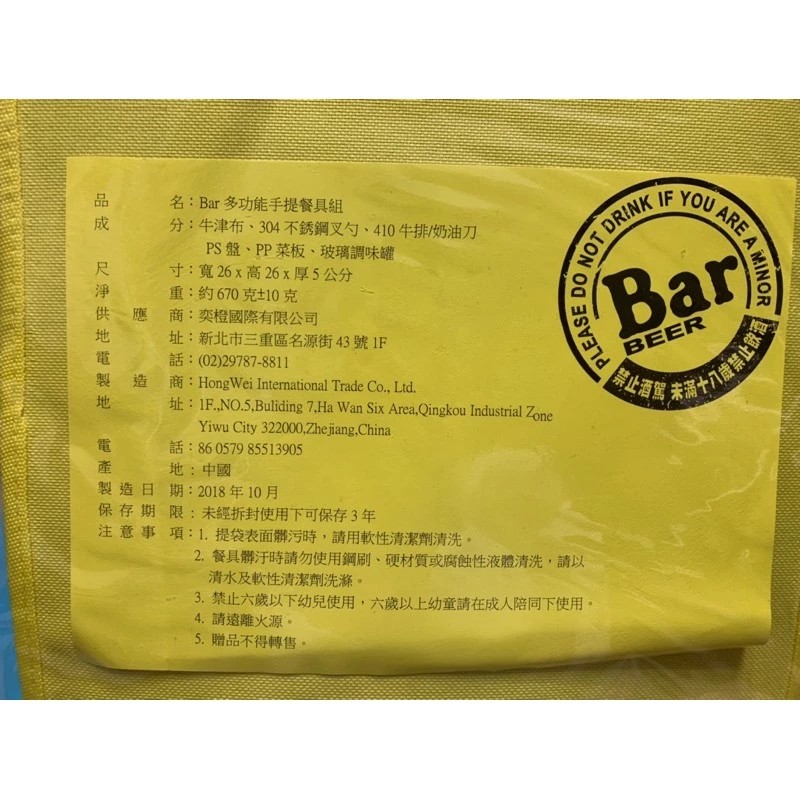 品 名：Bar 多功能手提餐具組
成 分：牛津布、304 不銹鋼叉勺、410 牛排/奶油刀
PS 盤、PP 菜板、玻璃調味罐
尺 寸：寬 26 x 高 26 x 厚 5 公分
淨 重：約 670 克±10 克
供 應 商：奕橙國際有限公司
地 址：新北市三重區名源街 43 號 1F
電 話：(02)29787-8811
製 造 商：HongWei International Trade Co., Ltd.
地 址：1F.,NO.5,Buliding 7,Ha Wan Six Area,Qingkou Industrial Zone
Yiwu City 322000,Zhejiang,China
電 話：86 0579 85513905
產 地：中國
製 造 日 期：2018 年 10 月
保 存 期 限：未經拆封使用下可保存 3 年
注 意 事 項：1. 提袋表面髒污時，請用軟性清潔劑清洗。
2. 餐具髒汙時請勿使用鋼刷、硬材質或腐蝕性液體清洗，請以
清水及軟性清潔劑洗滌。
3. 禁止六歲以下幼兒使用，六歲以上幼童請在成人陪同下使用。
4. 請遠離火源。
5. 贈品不得轉售。
PLEASE DO NOT DRINK IF YOU ARE A MINOR
Bar
BEER
禁止酒駕 未滿十八歲禁止飲酒